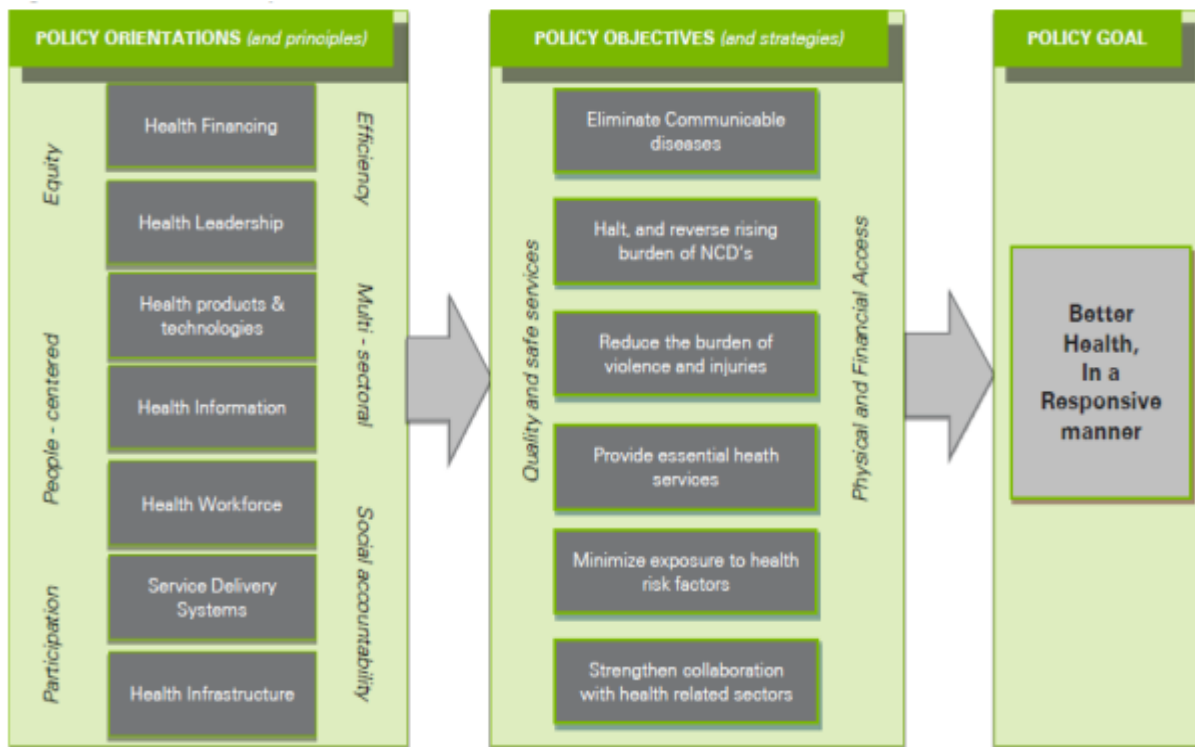 POLICY ORIENTATIONS (and principles)
Equity
People - centered
Participation
Health Financing
Health Leadership
Health products &
technologies
Health Information
Health Workforce
Service Delivery
Systems
Health Infrastructure
Efficiency
Multi - sectoral
Social accountability
POLICY OBJECTIVES (and strategies)
Quality and safe services
Eliminate Communicable
diseases
Halt, and reverse rising
burden of NCD's
Reduce the burden of
violence and injuries
Provide essential heath
services
Minimize exposure to health
risk factors
Strengthen collaboration
with health related sectors
Physical and Financial Access
POLICY GOAL
Better
Health,
In a
Responsive
manner